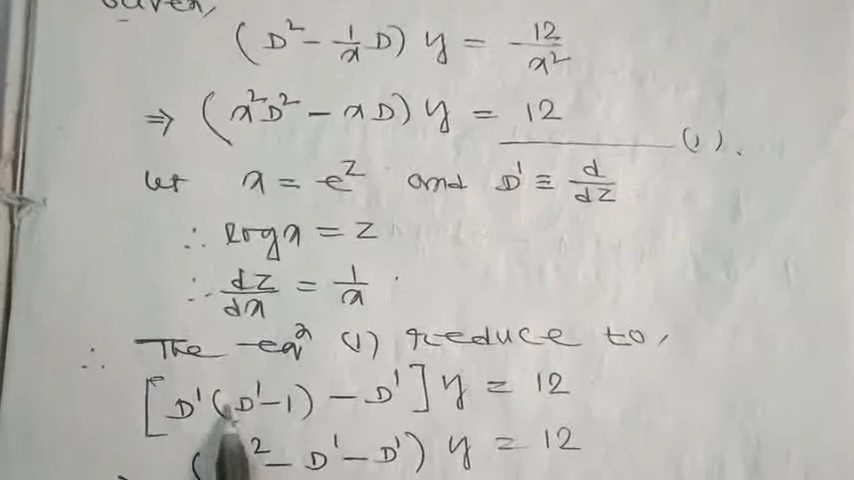 (D² - 1/x D) y = 12/x²
⇒ (x²D² - xD) y = 12 ——— (1).
Let x = e^z and D' ≡ d/dz
∴ log x = z
∴ dz/dx = 1/x .
∴ The eqⁿ (1) reduce to,
[D'(D'-1) - D'] y = 12
( ² - D' - D') y = 12